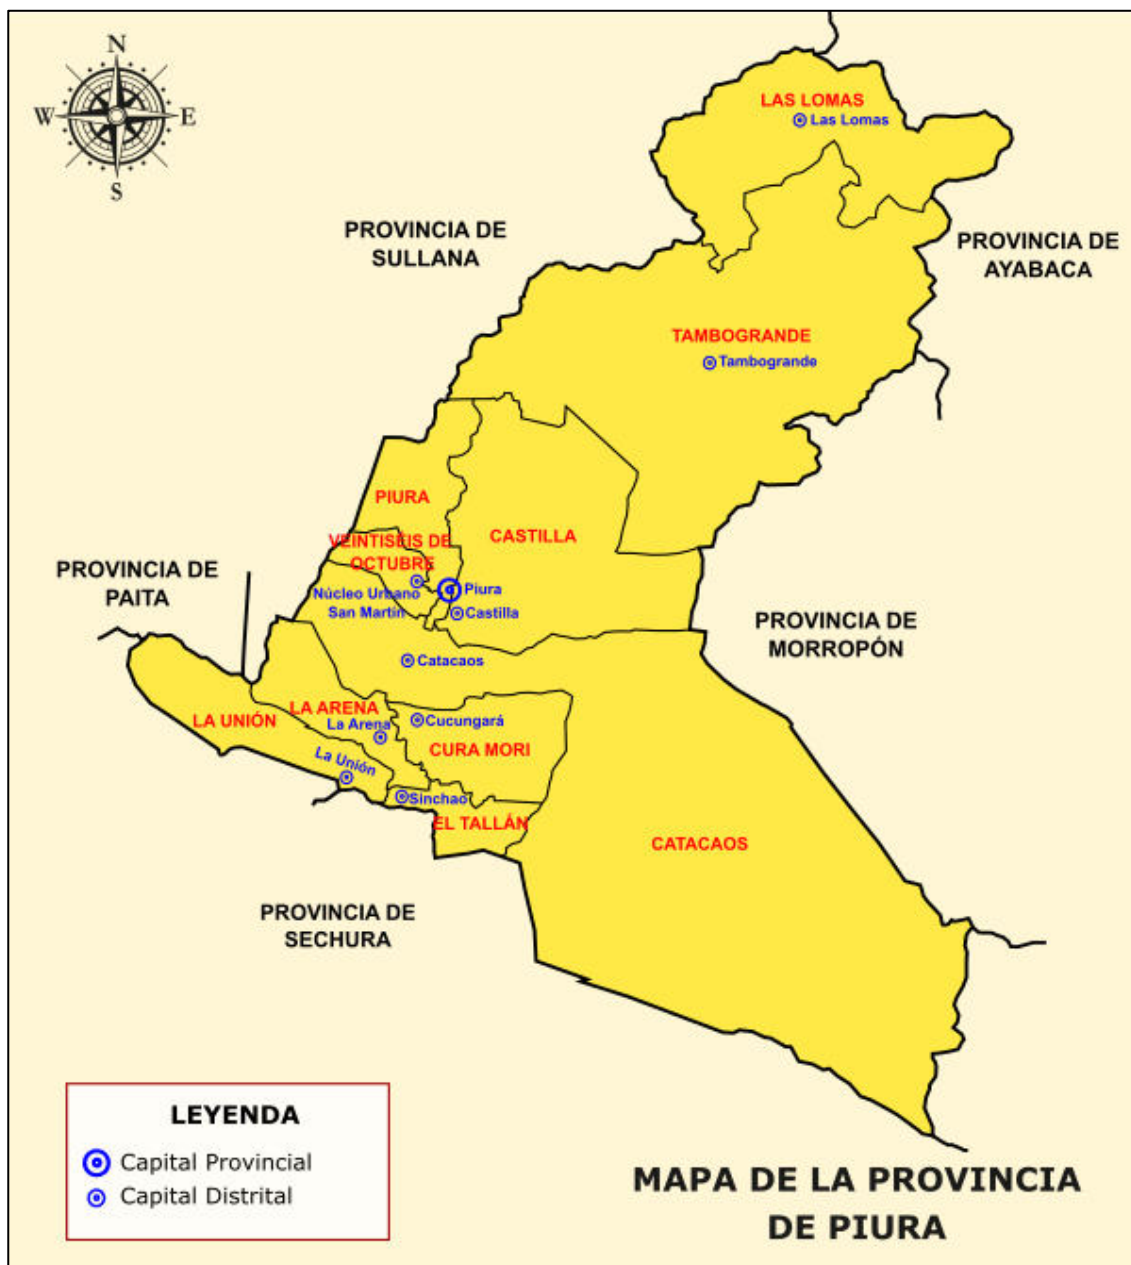 N
W
E
S
LAS LOMAS
Las Lomas
PROVINCIA DE
SULLANA
PROVINCIA DE
AYABACA
TAMBOGRANDE
Tambogrande
PIURA
VEINTISÉIS DE
OCTUBRE
CASTILLA
Núcleo Urbano
San Martín
Piura
Castilla
PROVINCIA DE
PAITA
PROVINCIA DE
MORROPÓN
Catacaos
LA UNIÓN
LA ARENA
La Arena
Cucungará
CURA MORI
La Unión
Sinchao
EL TALLÁN
CATACAOS
PROVINCIA DE
SECHURA
LEYENDA
Capital Provincial
Capital Distrital
MAPA DE LA PROVINCIA
DE PIURA